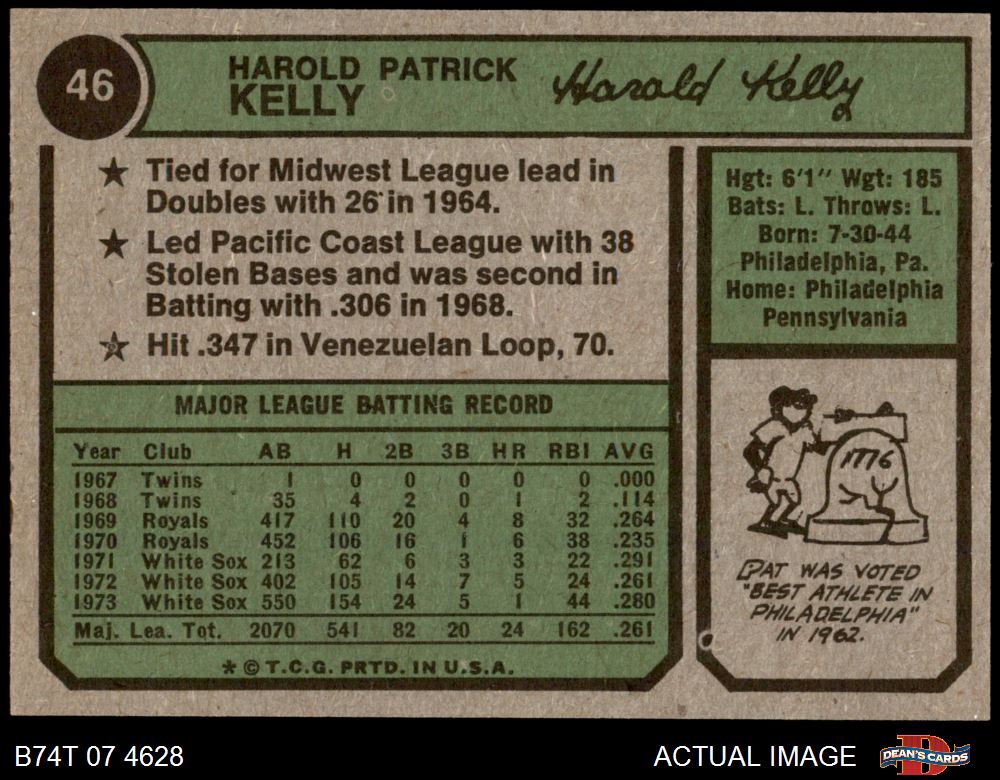 46
HAROLD PATRICK
KELLY
Harold Kelly
★ Tied for Midwest League lead in
Doubles with 26 in 1964.
★ Led Pacific Coast League with 38
Stolen Bases and was second in
Batting with .306 in 1968.
★ Hit .347 in Venezuelan Loop, 70.
MAJOR LEAGUE BATTING RECORD
Year Club AB H 2B 3B HR RBI AVG
1967 Twins 1 0 0 0 0 0 .000
1968 Twins 35 4 2 0 1 2 .114
1969 Royals 417 110 20 4 8 32 .264
1970 Royals 452 106 16 1 6 38 .235
1971 White Sox 213 62 6 3 3 22 .291
1972 White Sox 402 105 14 7 5 24 .261
1973 White Sox 550 154 24 5 1 44 .280
Maj. Lea. Tot. 2070 541 82 20 24 162 .261
* © T.C.G. PRTD. IN U.S.A.
Hgt: 6'1" Wgt: 185
Bats: L. Throws: L.
Born: 7-30-44
Philadelphia, Pa.
Home: Philadelphia
Pennsylvania
1776
PAT WAS VOTED
"BEST ATHLETE IN
PHILADELPHIA"
IN 1962.
B74T 07 4628
ACTUAL IMAGE
D
DEAN'S CARDS